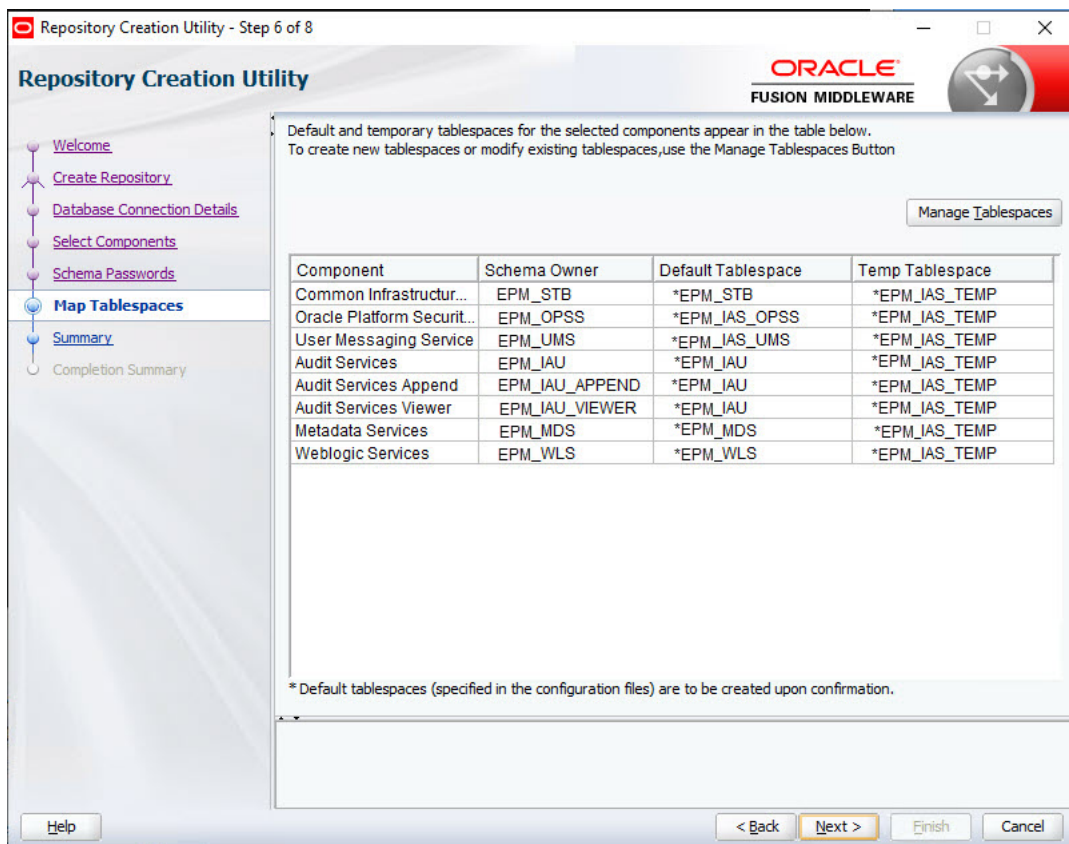 Repository Creation Utility - Step 6 of 8
Repository Creation Utility
ORACLE
FUSION MIDDLEWARE
Welcome
Create Repository
Database Connection Details
Select Components
Schema Passwords
Map Tablespaces
Summary
Completion Summary
Default and temporary tablespaces for the selected components appear in the table below.
To create new tablespaces or modify existing tablespaces,use the Manage Tablespaces Button
Manage Tablespaces
Component Schema Owner Default Tablespace Temp Tablespace
Common Infrastructur... EPM_STB *EPM_STB *EPM_IAS_TEMP
Oracle Platform Securit... EPM_OPSS *EPM_IAS_OPSS *EPM_IAS_TEMP
User Messaging Service EPM_UMS *EPM_IAS_UMS *EPM_IAS_TEMP
Audit Services EPM_IAU *EPM_IAU *EPM_IAS_TEMP
Audit Services Append EPM_IAU_APPEND *EPM_IAU *EPM_IAS_TEMP
Audit Services Viewer EPM_IAU_VIEWER *EPM_IAU *EPM_IAS_TEMP
Metadata Services EPM_MDS *EPM_MDS *EPM_IAS_TEMP
Weblogic Services EPM_WLS *EPM_WLS *EPM_IAS_TEMP
* Default tablespaces (specified in the configuration files) are to be created upon confirmation.
Help
< Back
Next >
Finish
Cancel